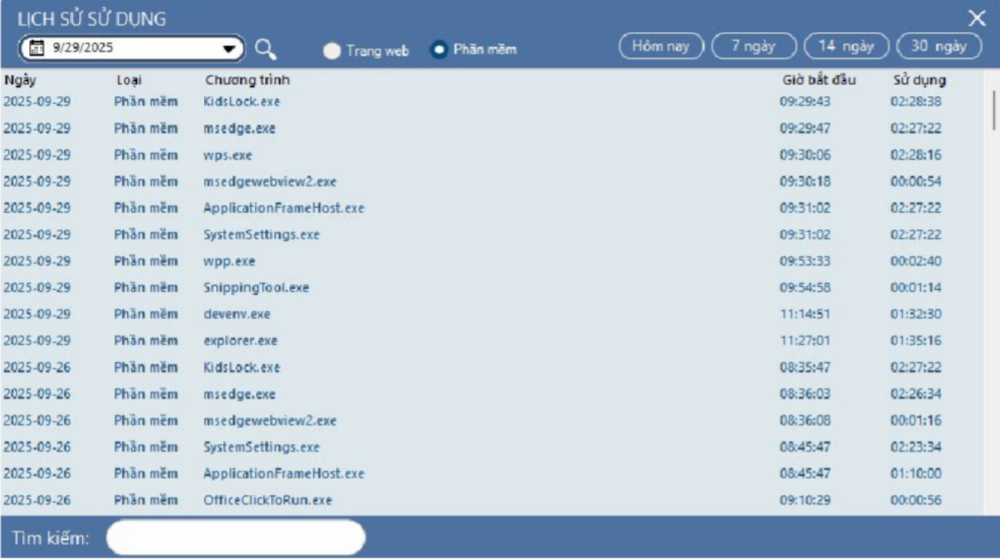 LỊCH SỬ SỬ DỤNG
9/29/2025 Trang web Phần mềm Hôm nay 7 ngày 14 ngày 30 ngày
Ngày Loại Chương trình Giờ bắt đầu Sử dụng
2025-09-29 Phần mềm KidsLock.exe 09:29:43 02:28:38
2025-09-29 Phần mềm msedge.exe 09:29:47 02:27:22
2025-09-29 Phần mềm wps.exe 09:30:06 02:28:16
2025-09-29 Phần mềm msedgewebview2.exe 09:30:18 00:00:54
2025-09-29 Phần mềm ApplicationFrameHost.exe 09:31:02 02:27:22
2025-09-29 Phần mềm SystemSettings.exe 09:31:02 02:27:22
2025-09-29 Phần mềm wpp.exe 09:53:33 00:02:40
2025-09-29 Phần mềm SnippingTool.exe 09:54:58 00:01:14
2025-09-29 Phần mềm devenv.exe 11:14:51 01:32:30
2025-09-29 Phần mềm explorer.exe 11:27:01 01:35:16
2025-09-26 Phần mềm KidsLock.exe 08:35:47 02:27:22
2025-09-26 Phần mềm msedge.exe 08:36:03 02:26:34
2025-09-26 Phần mềm msedgewebview2.exe 08:36:08 00:01:16
2025-09-26 Phần mềm SystemSettings.exe 08:45:47 02:23:34
2025-09-26 Phần mềm ApplicationFrameHost.exe 08:45:47 01:10:00
2025-09-26 Phần mềm OfficeClickToRun.exe 09:10:29 00:00:56
Tìm kiếm: